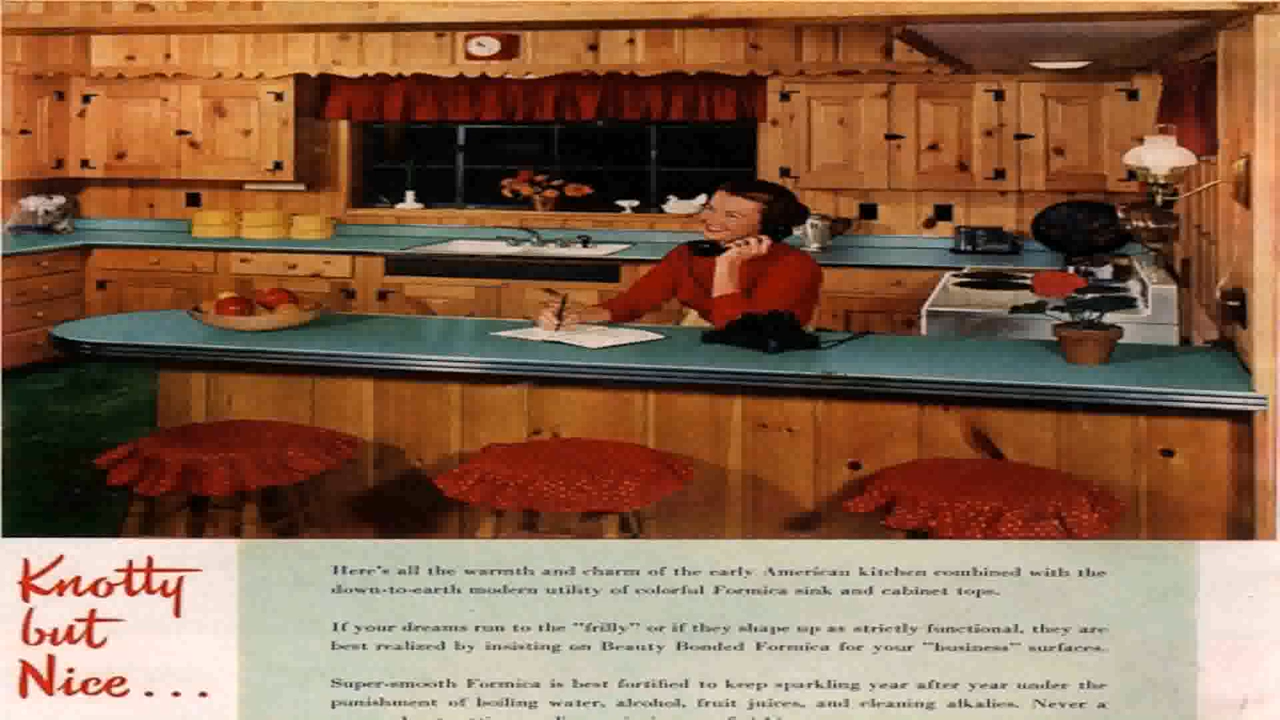 Knotty
but
Nice...
Here's all the warmth and charm of the early American kitchen combined with the
down-to-earth modern utility of colorful Formica sink and cabinet tops.
If your dreams run to the "frilly" or if they shape up as strictly functional, they are
best realized by insisting on Beauty Bonded Formica for your "business" surfaces.
Super-smooth Formica is best fortified to keep sparkling year after year under the
punishment of boiling water, alcohol, fruit juices, and cleaning alkalies. Never a